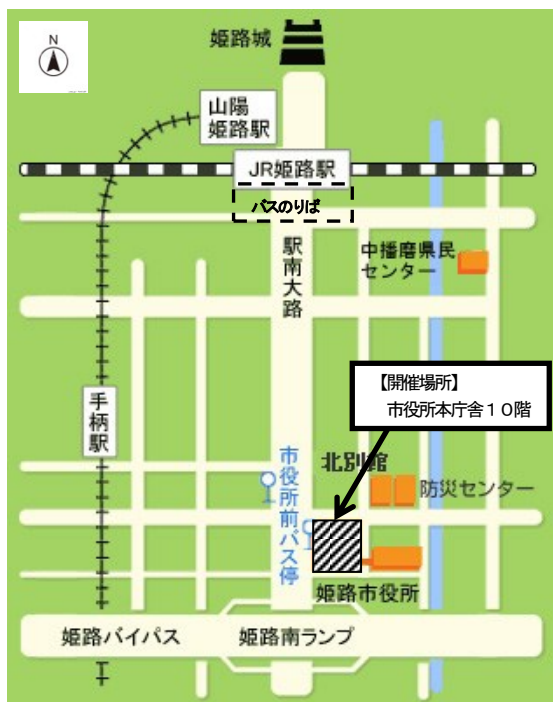 N
姫路城
山陽
姫路駅
JR姫路駅
バスのりば
駅南大路
中播磨県民
センター
【開催場所】
市役所本庁舎10階
手柄駅
市役所前バス停
北別館
防災センター
姫路市役所
姫路バイパス
姫路南ランプ